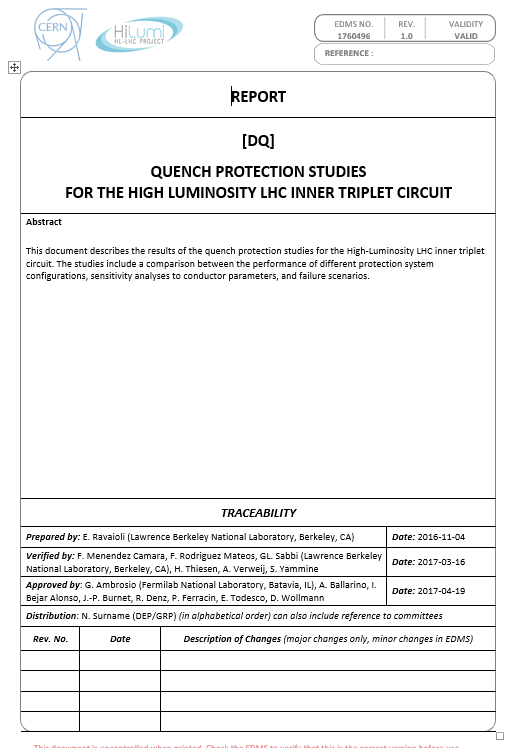 CERN
HiLumi
HL-LHC PROJECT
EDMS NO. REV. VALIDITY
1760496 1.0 VALID
REFERENCE :
REPORT
[DQ]
QUENCH PROTECTION STUDIES
FOR THE HIGH LUMINOSITY LHC INNER TRIPLET CIRCUIT
Abstract
This document describes the results of the quench protection studies for the High-Luminosity LHC inner triplet
circuit. The studies include a comparison between the performance of different protection system
configurations, sensitivity analyses to conductor parameters, and failure scenarios.
TRACEABILITY
Prepared by: E. Ravaioli (Lawrence Berkeley National Laboratory, Berkeley, CA) Date: 2016-11-04
Verified by: F. Menendez Camara, F. Rodriguez Mateos, GL. Sabbi (Lawrence Berkeley
National Laboratory, Berkeley, CA), H. Thiesen, A. Verweij, S. Yammine Date: 2017-03-16
Approved by: G. Ambrosio (Fermilab National Laboratory, Batavia, IL), A. Ballarino, I.
Bejar Alonso, J.-P. Burnet, R. Denz, P. Ferracin, E. Todesco, D. Wollmann Date: 2017-04-19
Distribution: N. Surname (DEP/GRP) (in alphabetical order) can also include reference to committees
Rev. No. Date Description of Changes (major changes only, minor changes in EDMS)
This document is uncontrolled when printed. Check the EDMS to verify that this is the correct version before use.